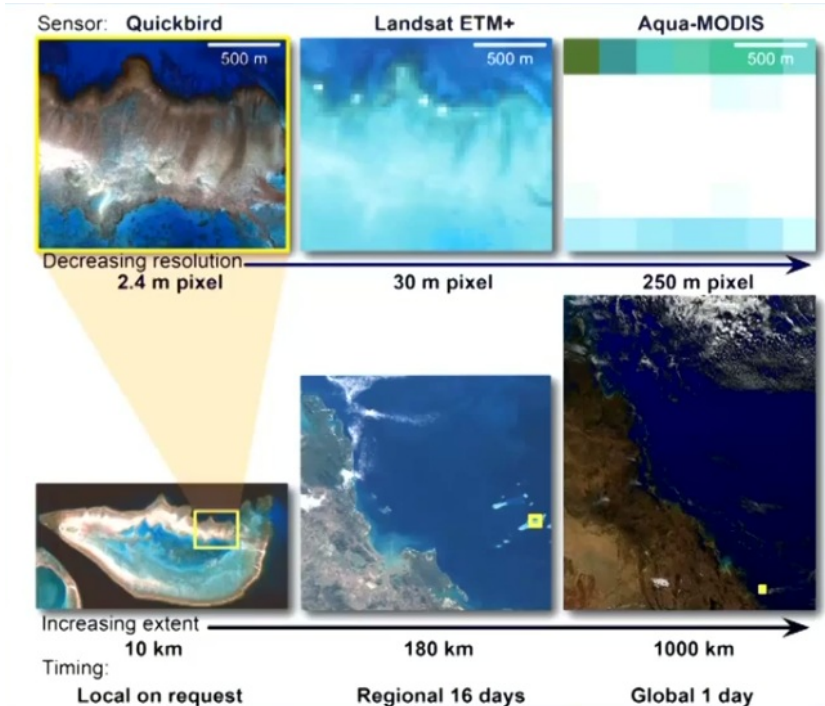 Sensor: Quickbird Landsat ETM+ Aqua-MODIS
500 m 500 m 500 m
Decreasing resolution
2.4 m pixel 30 m pixel 250 m pixel
Increasing extent
10 km 180 km 1000 km
Timing:
Local on request Regional 16 days Global 1 day